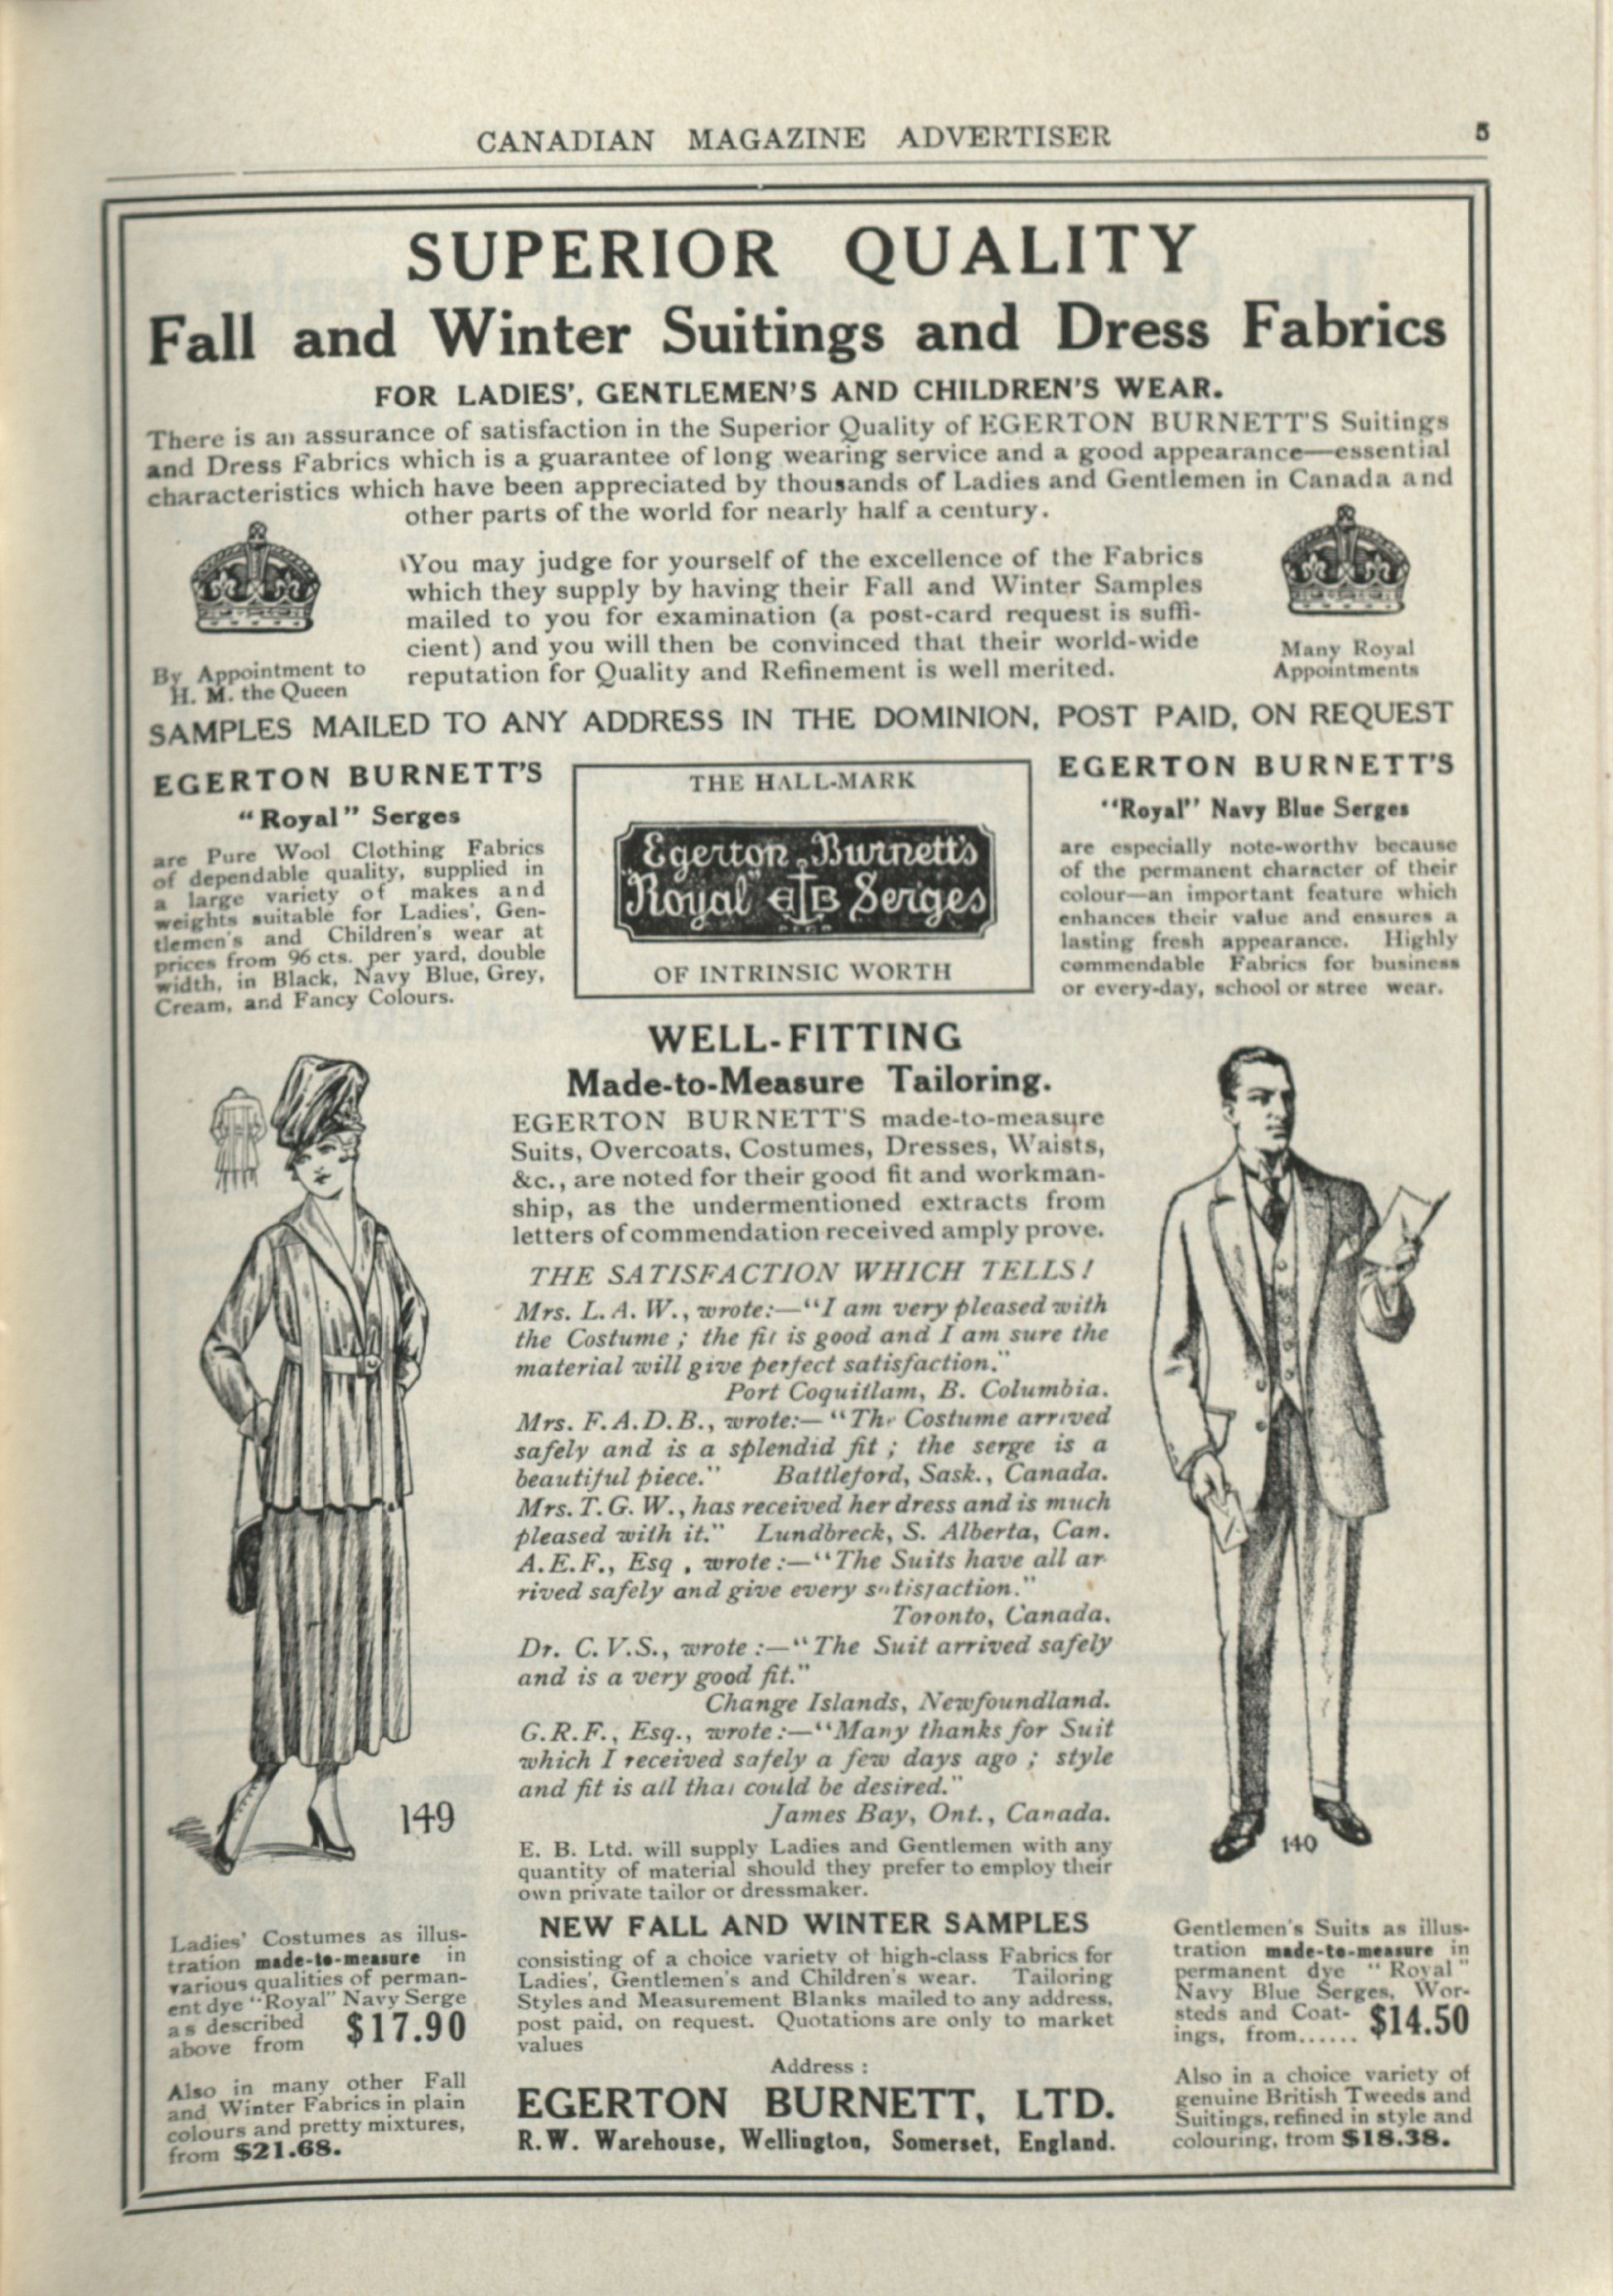 CANADIAN MAGAZINE ADVERTISER 5
SUPERIOR QUALITY
Fall and Winter Suitings and Dress Fabrics
FOR LADIES', GENTLEMEN'S AND CHILDREN'S WEAR.
There is an assurance of satisfaction in the Superior Quality of EGERTON BURNETT'S Suitings
and Dress Fabrics which is a guarantee of long wearing service and a good appearance—essential
characteristics which have been appreciated by thousands of Ladies and Gentlemen in Canada and
other parts of the world for nearly half a century.
You may judge for yourself of the excellence of the Fabrics
which they supply by having their Fall and Winter Samples
mailed to you for examination (a post-card request is suffi-
cient) and you will then be convinced that their world-wide
reputation for Quality and Refinement is well merited.
By Appointment to
H. M. the Queen
Many Royal
Appointments
SAMPLES MAILED TO ANY ADDRESS IN THE DOMINION, POST PAID, ON REQUEST
EGERTON BURNETT'S
"Royal" Serges
are Pure Wool Clothing Fabrics
of dependable quality, supplied in
a large variety of makes and
weights suitable for Ladies', Gen-
tlemen's and Children's wear at
prices from 96 cts. per yard, double
width, in Black, Navy Blue, Grey,
Cream, and Fancy Colours.
THE HALL-MARK
Egerton Burnett's
"Royal" EB Serges
OF INTRINSIC WORTH
EGERTON BURNETT'S
"Royal" Navy Blue Serges
are especially note-worthy because
of the permanent character of their
colour—an important feature which
enhances their value and ensures a
lasting fresh appearance. Highly
commendable Fabrics for business
or every-day, school or stree wear.
WELL-FITTING
Made-to-Measure Tailoring.
EGERTON BURNETT'S made-to-measure
Suits, Overcoats, Costumes, Dresses, Waists,
&c., are noted for their good fit and workman-
ship, as the undermentioned extracts from
letters of commendation received amply prove.
THE SATISFACTION WHICH TELLS!
Mrs. L. A. W., wrote:—"I am very pleased with
the Costume ; the fit is good and I am sure the
material will give perfect satisfaction."
Port Coquitlam, B. Columbia.
Mrs. F. A. D. B., wrote:—"The Costume arrived
safely and is a splendid fit ; the serge is a
beautiful piece." Battleford, Sask., Canada.
Mrs. T. G. W., has received her dress and is much
pleased with it." Lundbreck, S. Alberta, Can.
A. E. F., Esq , wrote :—"The Suits have all ar
rived safely and give every satisfaction."
Toronto, Canada.
Dr. C. V. S., wrote :—"The Suit arrived safely
and is a very good fit."
Change Islands, Newfoundland.
G. R. F., Esq., wrote :—"Many thanks for Suit
which I received safely a few days ago ; style
and fit is all that could be desired."
James Bay, Ont., Canada.
E. B. Ltd. will supply Ladies and Gentlemen with any
quantity of material should they prefer to employ their
own private tailor or dressmaker.
149
140
Ladies' Costumes as illus-
tration made-to-measure in
various qualities of perman-
ent dye "Royal" Navy Serge
as described
above from $17.90
Also in many other Fall
and Winter Fabrics in plain
colours and pretty mixtures,
from $21.68.
NEW FALL AND WINTER SAMPLES
consisting of a choice variety of high-class Fabrics for
Ladies', Gentlemen's and Children's wear. Tailoring
Styles and Measurement Blanks mailed to any address,
post paid, on request. Quotations are only to market
values
Address :
EGERTON BURNETT, LTD.
R. W. Warehouse, Wellington, Somerset, England.
Gentlemen's Suits as illus-
tration made-to-measure in
permanent dye "Royal"
Navy Blue Serges, Wor-
steds and Coat-
ings, from...... $14.50
Also in a choice variety of
genuine British Tweeds and
Suitings, refined in style and
colouring, from $18.38.